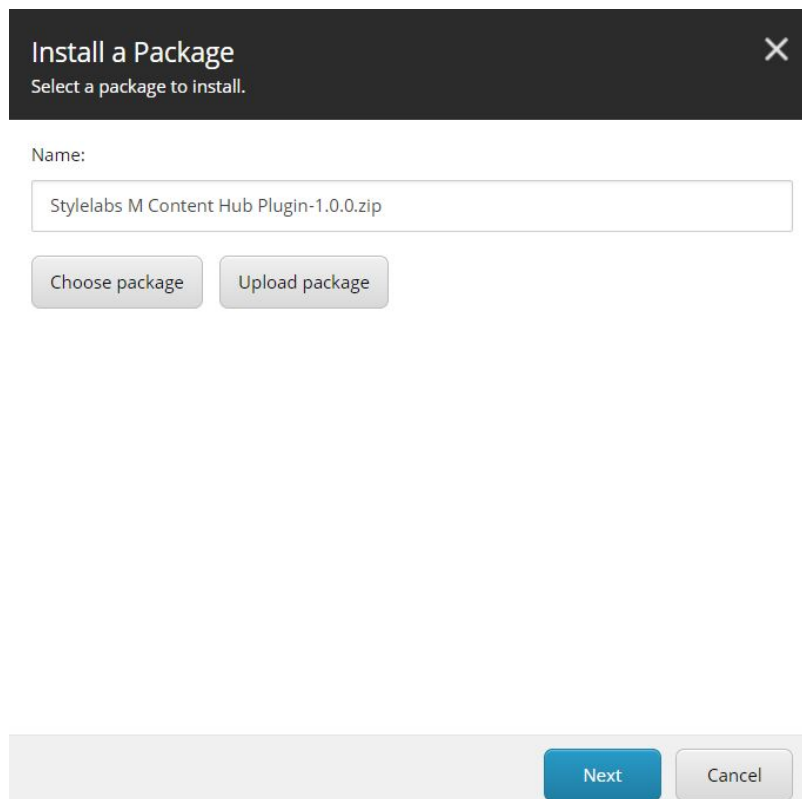 Install a Package
Select a package to install.
Name:
Stylelabs M Content Hub Plugin-1.0.0.zip
Choose package Upload package
Next Cancel